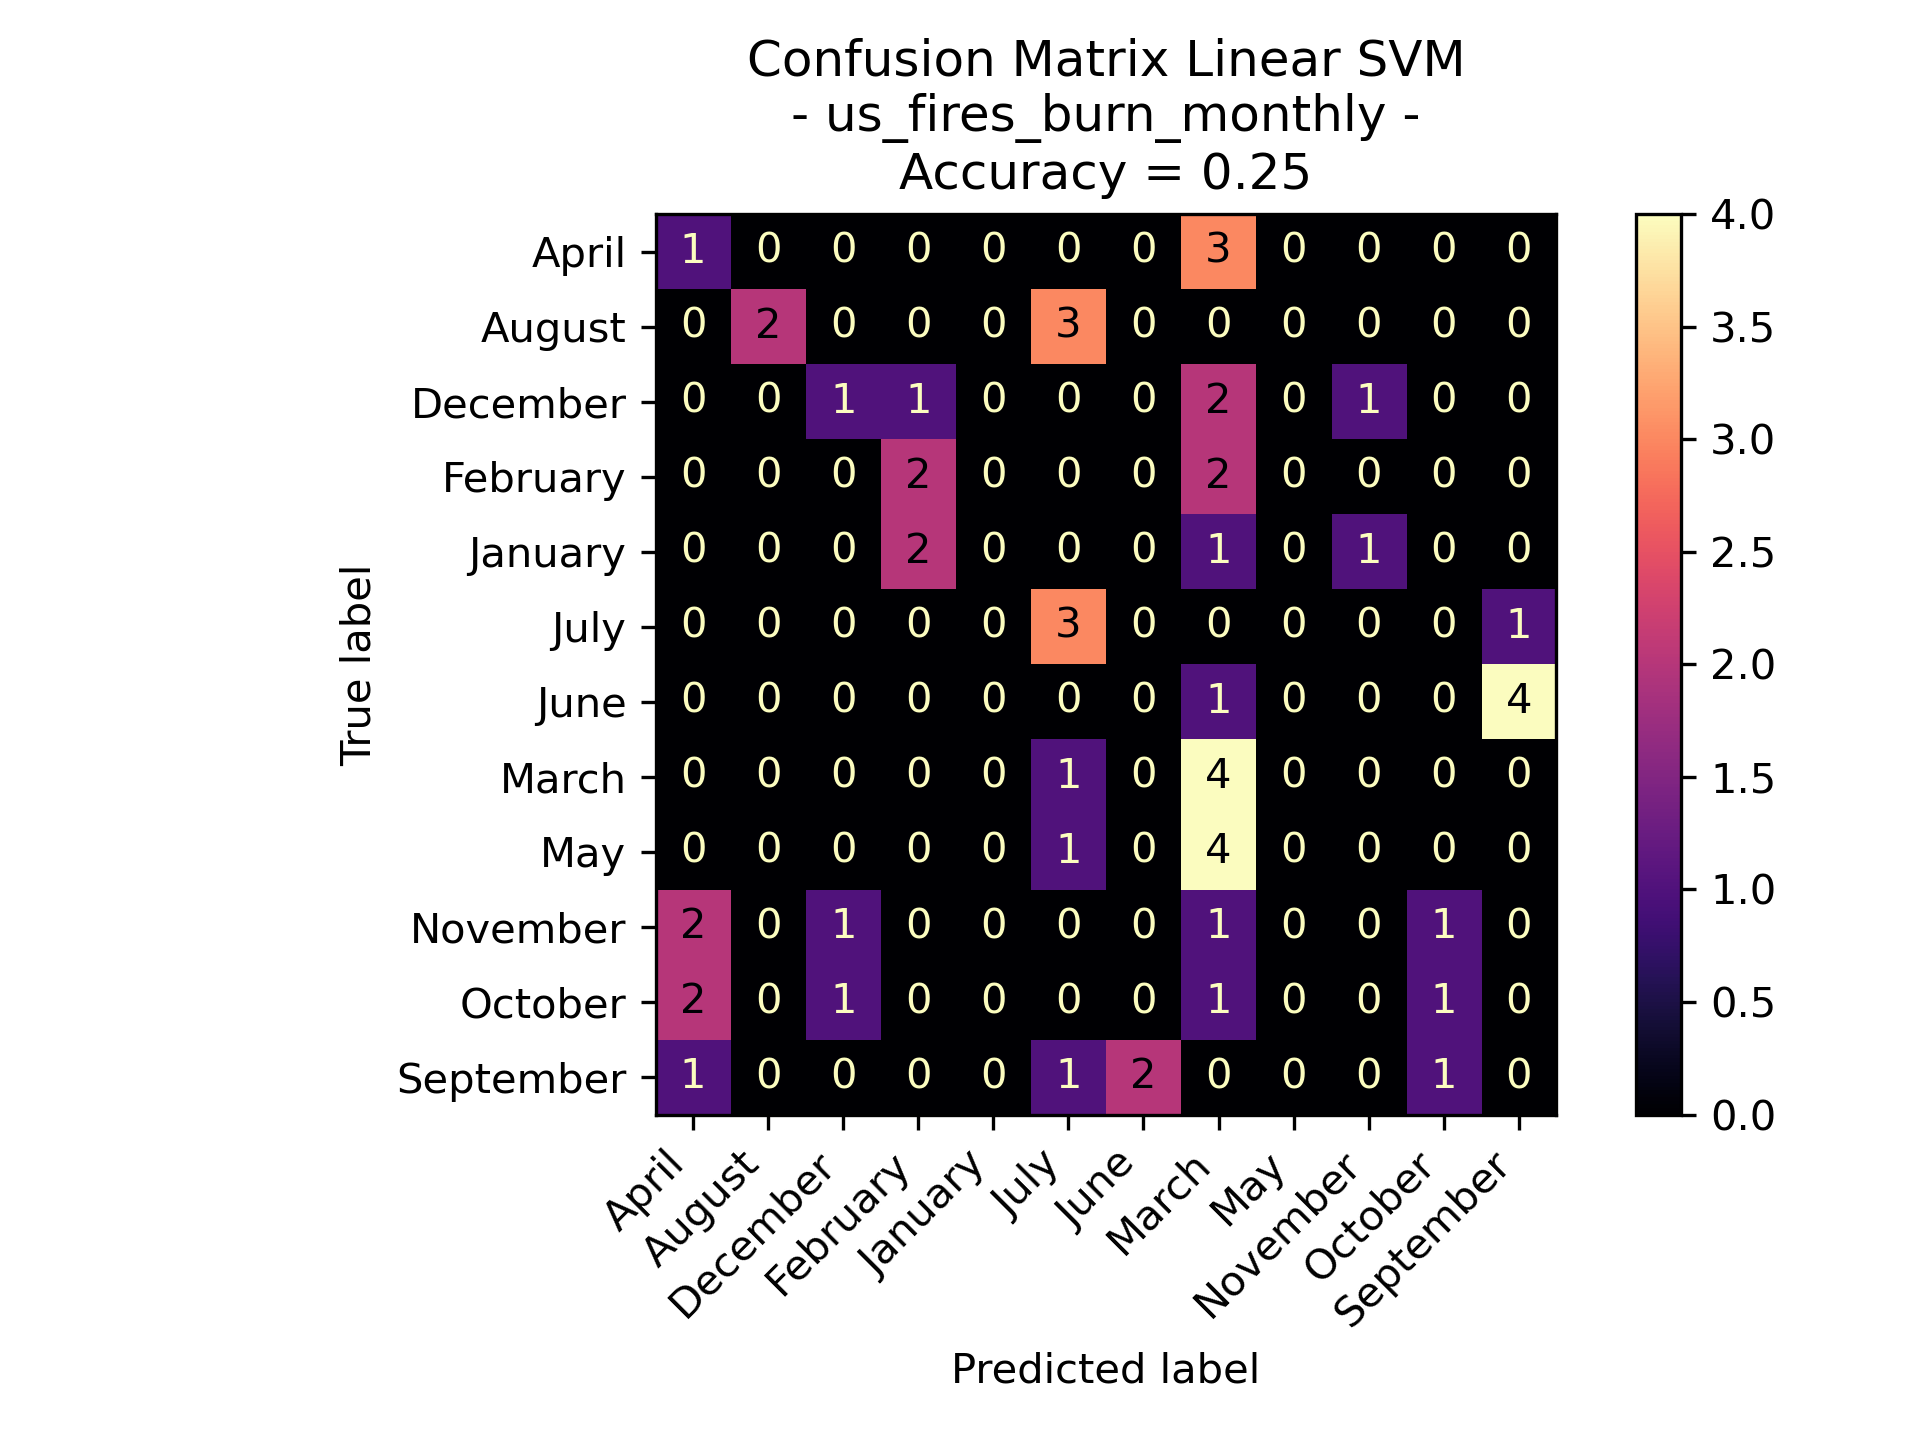 Confusion Matrix Linear SVM
- us_fires_burn_monthly -
Accuracy = 0.25
April 1 0 0 0 0 0 0 3 0 0 0 0
August 0 2 0 0 0 3 0 0 0 0 0 0
December 0 0 1 1 0 0 0 2 0 1 0 0
February 0 0 0 2 0 0 0 2 0 0 0 0
January 0 0 0 2 0 0 0 1 0 1 0 0
July 0 0 0 0 0 3 0 0 0 0 0 1
June 0 0 0 0 0 0 0 1 0 0 0 4
March 0 0 0 0 0 1 0 4 0 0 0 0
May 0 0 0 0 0 1 0 4 0 0 0 0
November 2 0 1 0 0 0 0 1 0 0 1 0
October 2 0 1 0 0 0 0 1 0 0 1 0
September 1 0 0 0 0 1 2 0 0 0 1 0
True label
April August December February January July June March May November October September
Predicted label
4.0
3.5
3.0
2.5
2.0
1.5
1.0
0.5
0.0